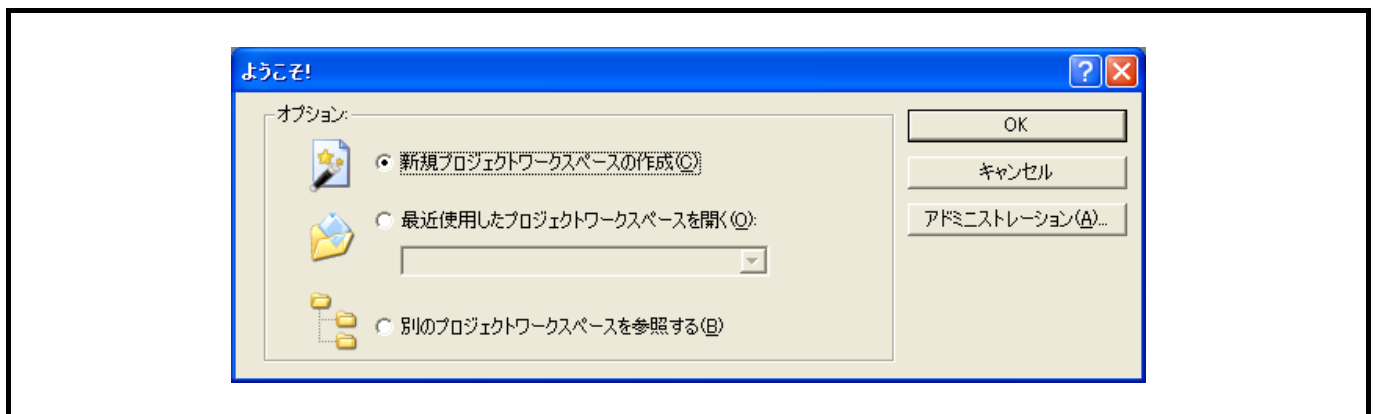 ようこそ!
オプション:
新規プロジェクトワークスペースの作成(C)
最近使用したプロジェクトワークスペースを開く(O):
別のプロジェクトワークスペースを参照する(B)
OK
キャンセル
アドミニストレーション(A)...